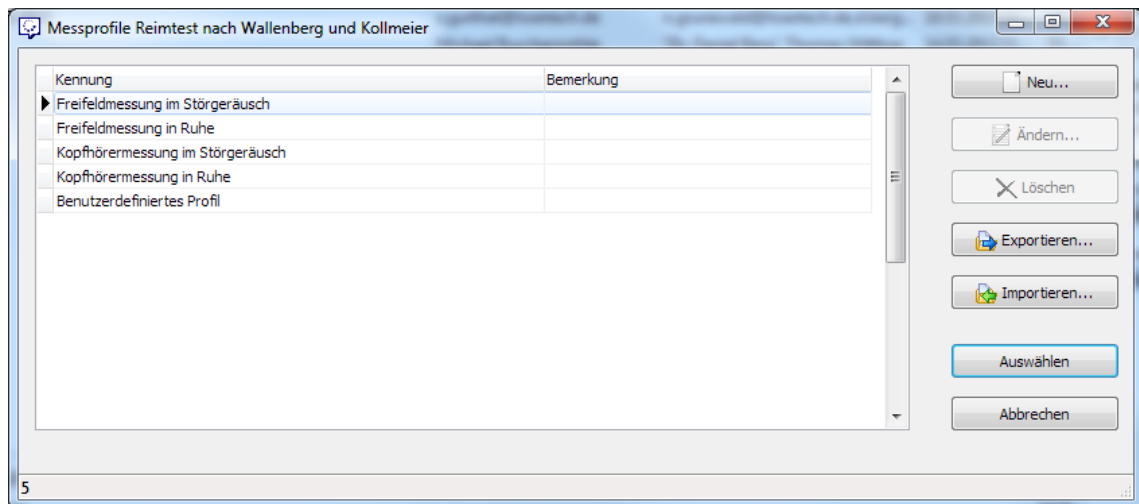 Messprofile Reimtest nach Wallenberg und Kollmeier
Kennung Bemerkung
Freifeldmessung im Störgeräusch
Freifeldmessung in Ruhe
Kopfhörermessung im Störgeräusch
Kopfhörermessung in Ruhe
Benutzerdefiniertes Profil
Neu...
Ändern...
Löschen
Exportieren...
Importieren...
Auswählen
Abbrechen
5